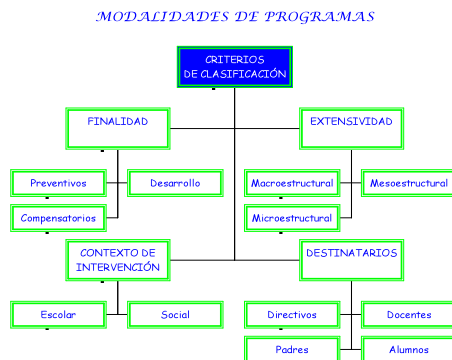 MODALIDADES DE PROGRAMAS
CRITERIOS
DE CLASIFICACIÓN
FINALIDAD
EXTENSIVIDAD
Preventivos
Desarrollo
Macroestructural
Mesoestructural
Compensatorios
Microestructural
CONTEXTO DE
INTERVENCIÓN
DESTINATARIOS
Escolar
Social
Directivos
Docentes
Padres
Alumnos